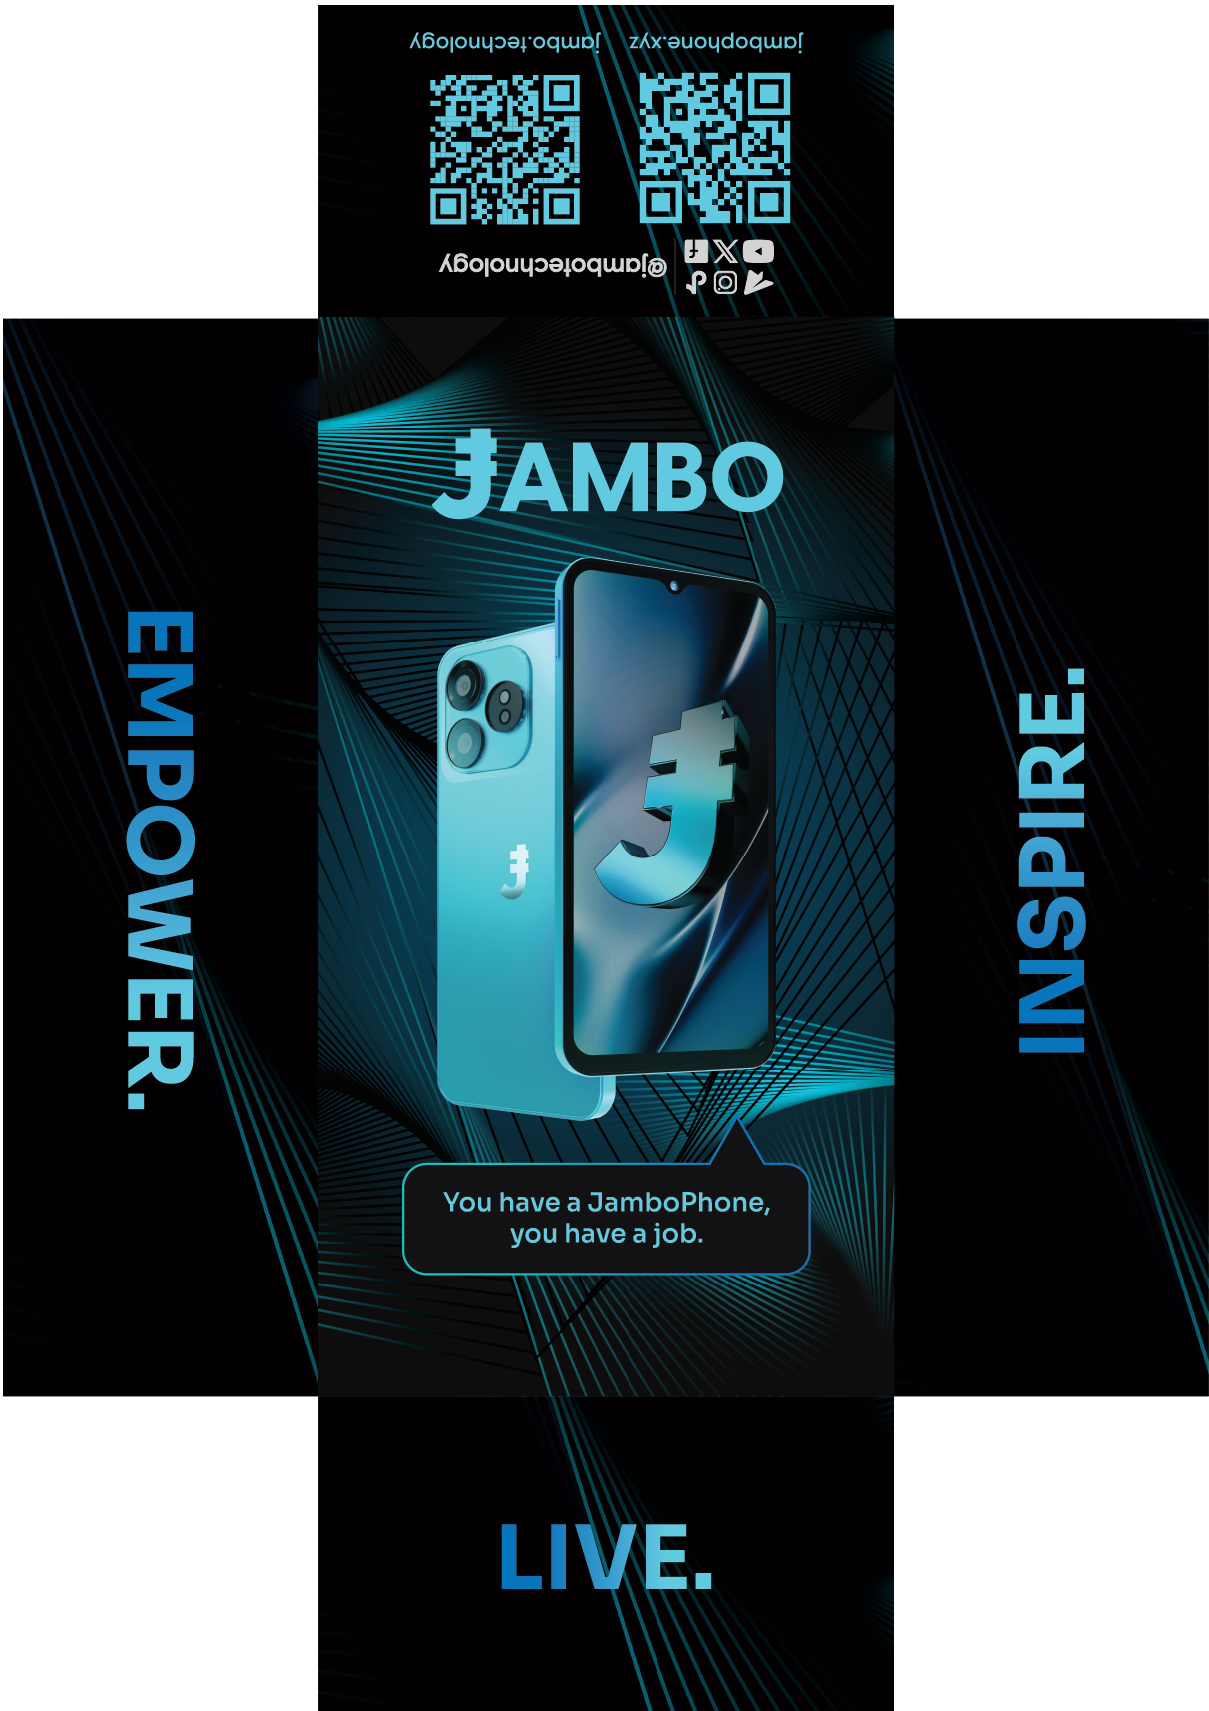 jambophone.xyz
jambo.technology
@jambotechnology
JAMBO
EMPOWER.
INSPIRE.
You have a JamboPhone,
you have a job.
LIVE.